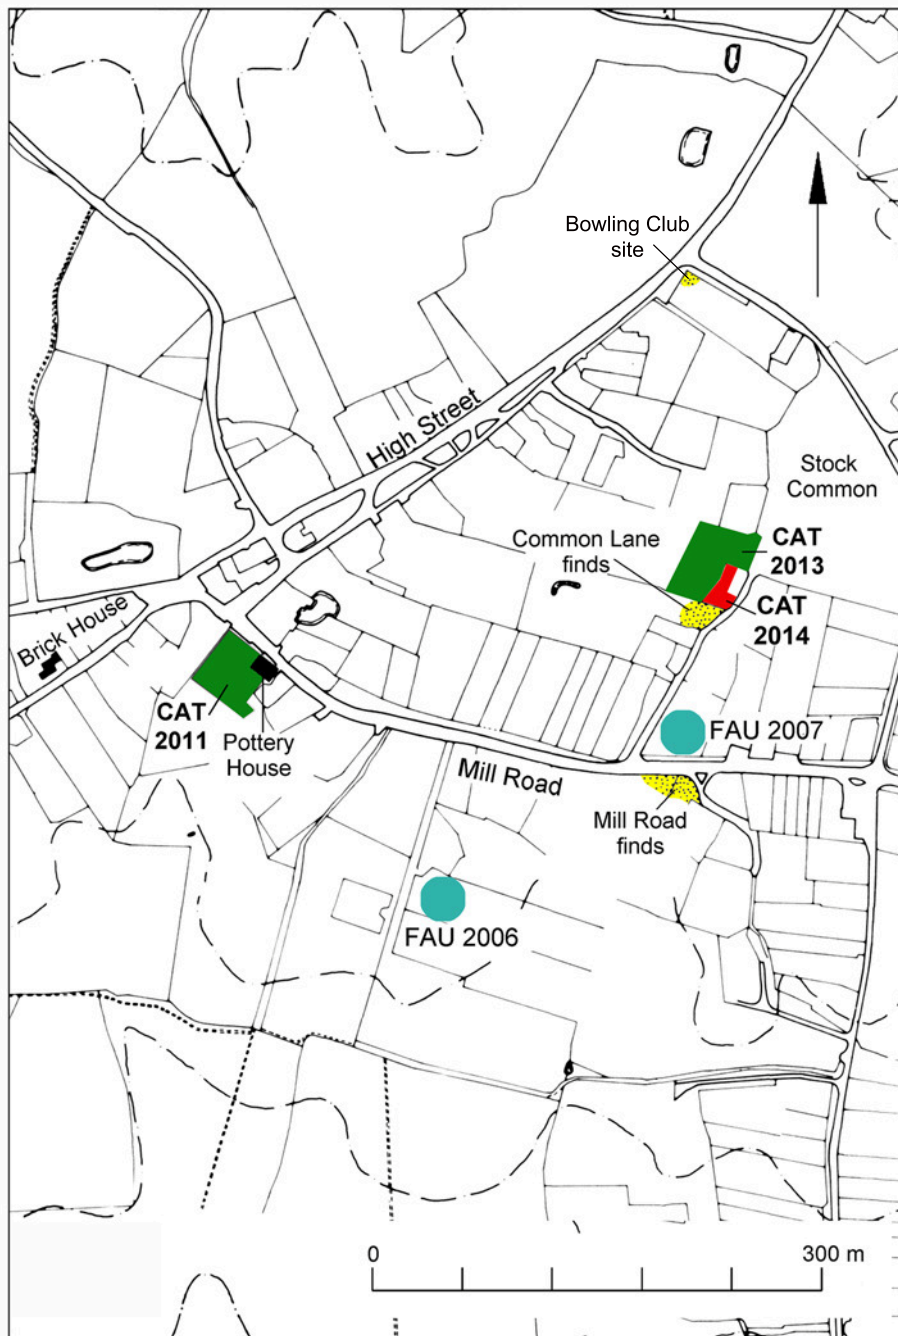 Bowling Club
site
High Street
Stock
Common
Common Lane
finds
CAT
2013
CAT
2014
Brick House
CAT
2011
Pottery
House
FAU 2007
Mill Road
Mill Road
finds
FAU 2006
0
300 m